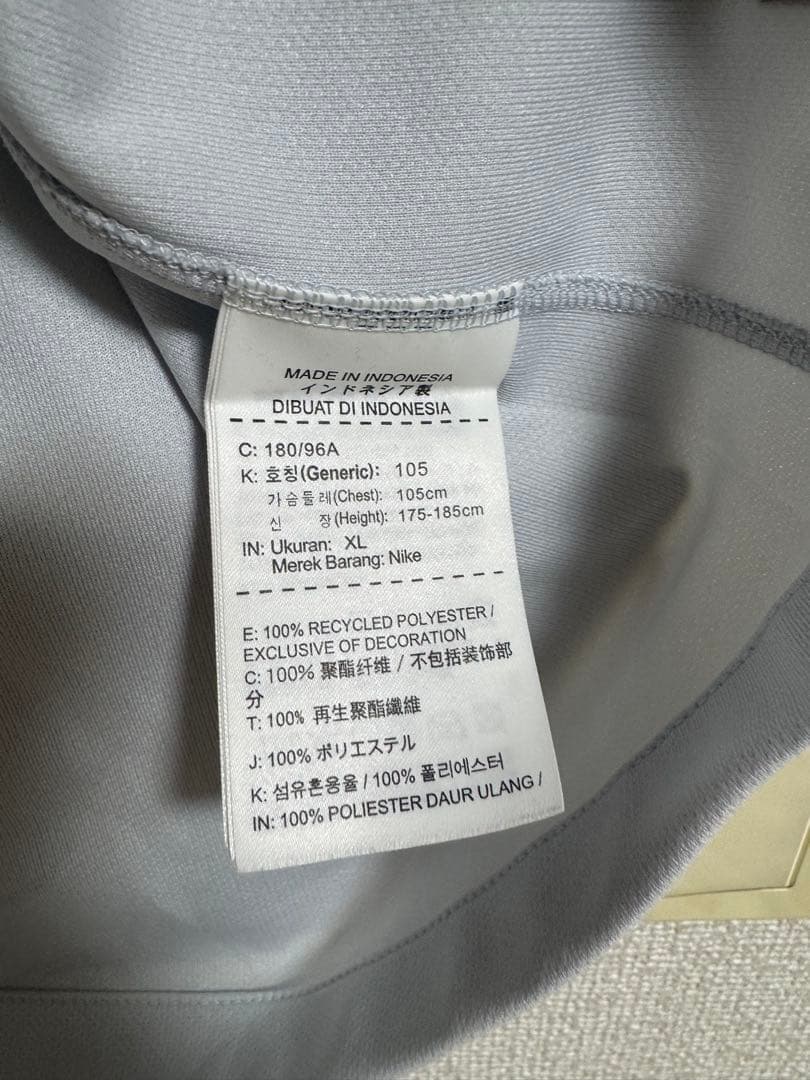 MADE IN INDONESIA
インドネシア製
DIBUAT DI INDONESIA
C: 180/96A
K: 호칭(Generic): 105
가슴둘레(Chest): 105cm
신 장(Height): 175-185cm
IN: Ukuran: XL
Merek Barang: Nike
E: 100% RECYCLED POLYESTER /
EXCLUSIVE OF DECORATION
C: 100% 聚酯纤维 / 不包括装饰部
分
T: 100% 再生聚酯纖維
J: 100% ポリエステル
K: 섬유혼용율 / 100% 폴리에스터
IN: 100% POLIESTER DAUR ULANG /